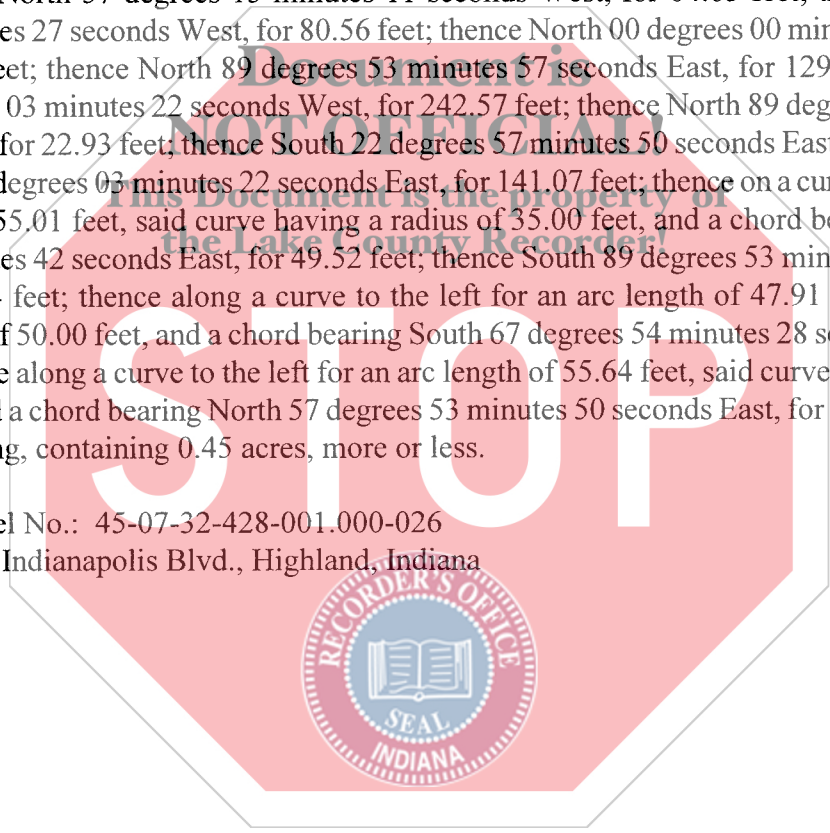 es 27 seconds West, for 80.56 feet; thence North 00 degrees 00 min
Document is
eet; thence North 89 degrees 53 minutes 57 seconds East, for 129
03 minutes 22 seconds West, for 242.57 feet; thence North 89 deg
NOT OFFICIAL!
for 22.93 feet; thence South 22 degrees 57 minutes 50 seconds East
degrees 03 minutes 22 seconds East, for 141.07 feet; thence on a cur
This Document is the property of
55.01 feet, said curve having a radius of 35.00 feet, and a chord be
the Lake County Recorder!
es 42 seconds East, for 49.52 feet; thence South 89 degrees 53 min
feet; thence along a curve to the left for an arc length of 47.91
f 50.00 feet, and a chord bearing South 67 degrees 54 minutes 28 s
e along a curve to the left for an arc length of 55.64 feet, said curve
a chord bearing North 57 degrees 53 minutes 50 seconds East, for
STOP
g, containing 0.45 acres, more or less.
el No.: 45-07-32-428-001.000-026
Indianapolis Blvd., Highland, Indiana
RECORDER'S OFFICE
SEAL
INDIANA